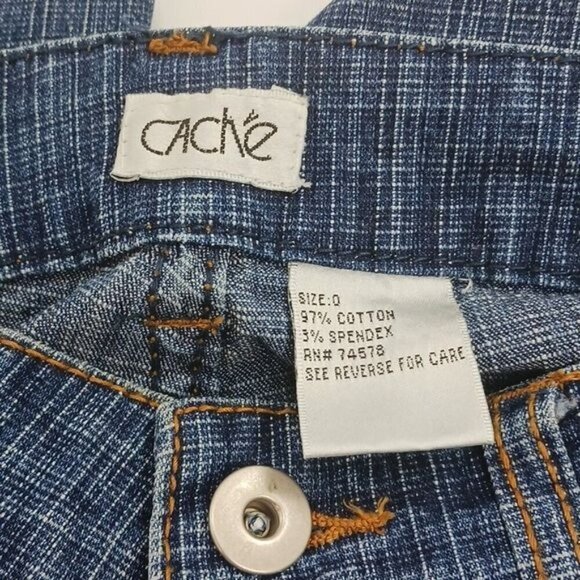 CAChé
SIZE:0
97% COTTON
3% SPENDEX
RN# 74578
SEE REVERSE FOR CARE